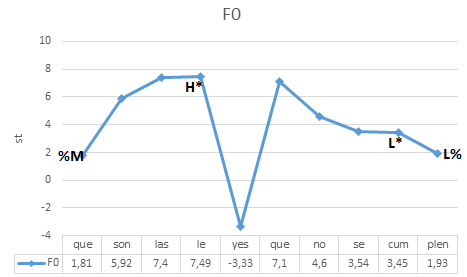 F0
10
8
6
4
2
0
-2
-4
st
%M
H*
L*
L%
que son las le yes que no se cum plen
F0 1,81 5,92 7,4 7,49 -3,33 7,1 4,6 3,54 3,45 1,93